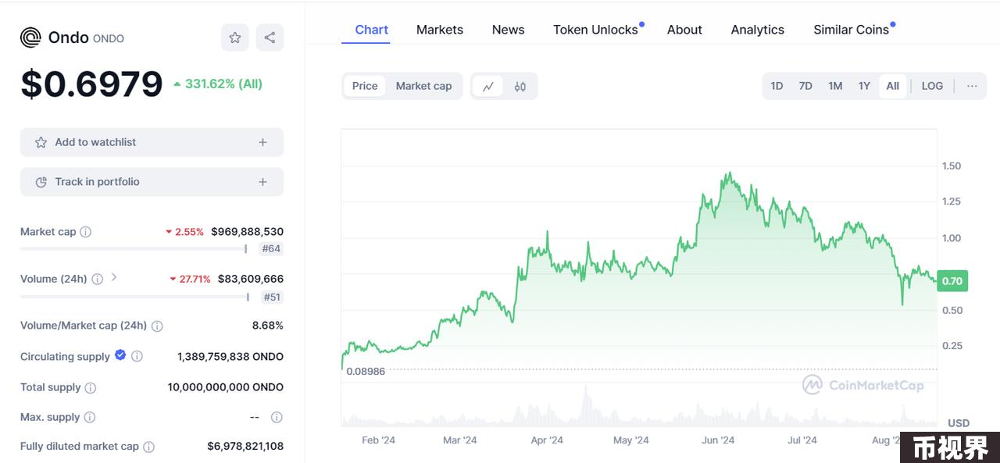 Ondo ONDO
$0.6979 331.62% (All)
Add to watchlist
Track in portfolio
Market cap 2.55% $969,888,530
#64
Volume (24h) 27.71% $83,609,666
#51
Volume/Market cap (24h) 8.68%
Circulating supply 1,389,759,838 ONDO
Total supply 10,000,000,000 ONDO
Max. supply --
Fully diluted market cap $6,978,821,108
Chart Markets News Token Unlocks About Analytics Similar Coins
Price Market cap 1D 7D 1M 1Y All LOG ...
1.50
1.25
1.00
0.70
0.50
0.25
0.08986
CoinMarketCap
USD
Feb '24 Mar '24 Apr '24 May '24 Jun '24 Jul '24 Aug '2
币视界